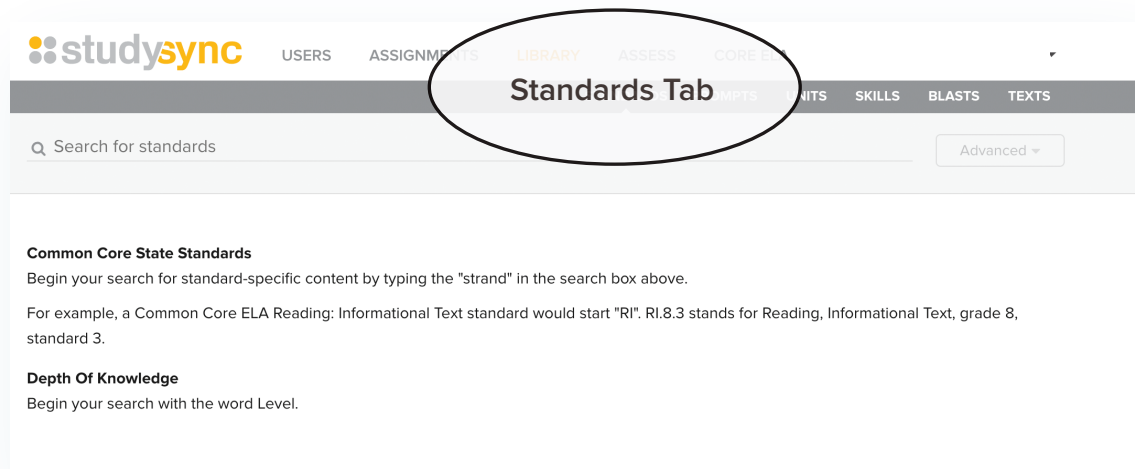 studysync USERS ASSIGNMENTS LIBRARY ASSESS CORE ELA
Standards Tab UNITS SKILLS BLASTS TEXTS
Search for standards Advanced
Common Core State Standards
Begin your search for standard-specific content by typing the "strand" in the search box above.
For example, a Common Core ELA Reading: Informational Text standard would start "RI". RI.8.3 stands for Reading, Informational Text, grade 8,
standard 3.
Depth Of Knowledge
Begin your search with the word Level.